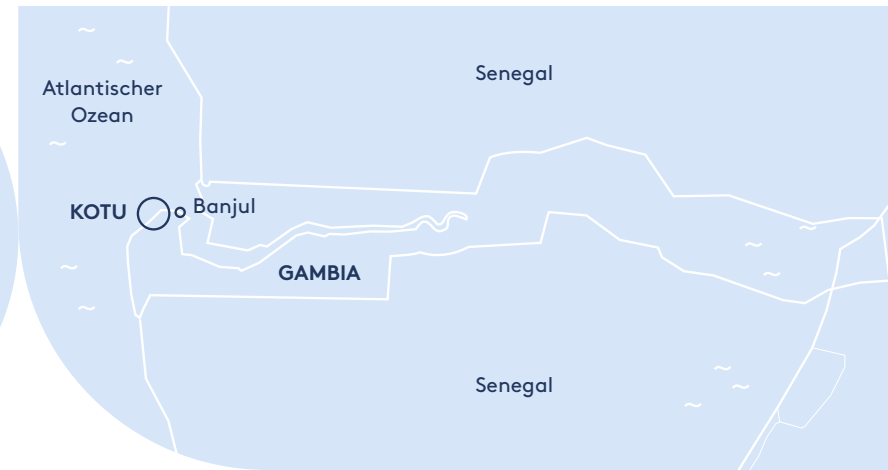 Senegal
Atlantischer
Ozean
KOTU
Banjul
GAMBIA
Senegal